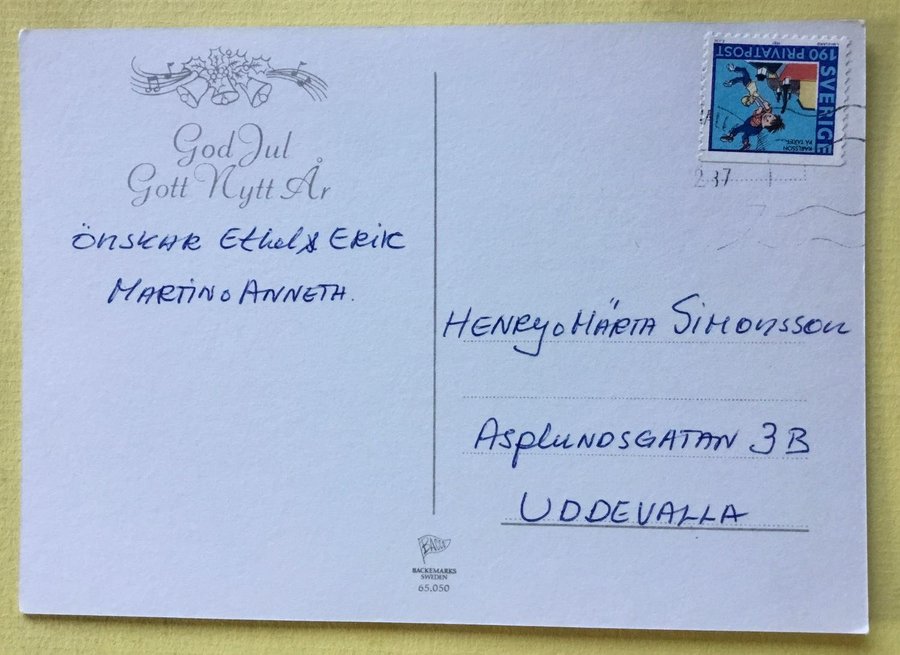 God Jul
Gott Nytt År
ÖNSKAR Ethel & ERIK
MARTIN o ANNETH.
190 PRIVATPOST
SVERIGE
KARLSSON
PÅ TAKET
87
HENRY o MÄRTA SIMONSSON
ASPLUNDSGATAN 3B
UDDEVALLA
BACKEMARKS
SWEDEN
65.050